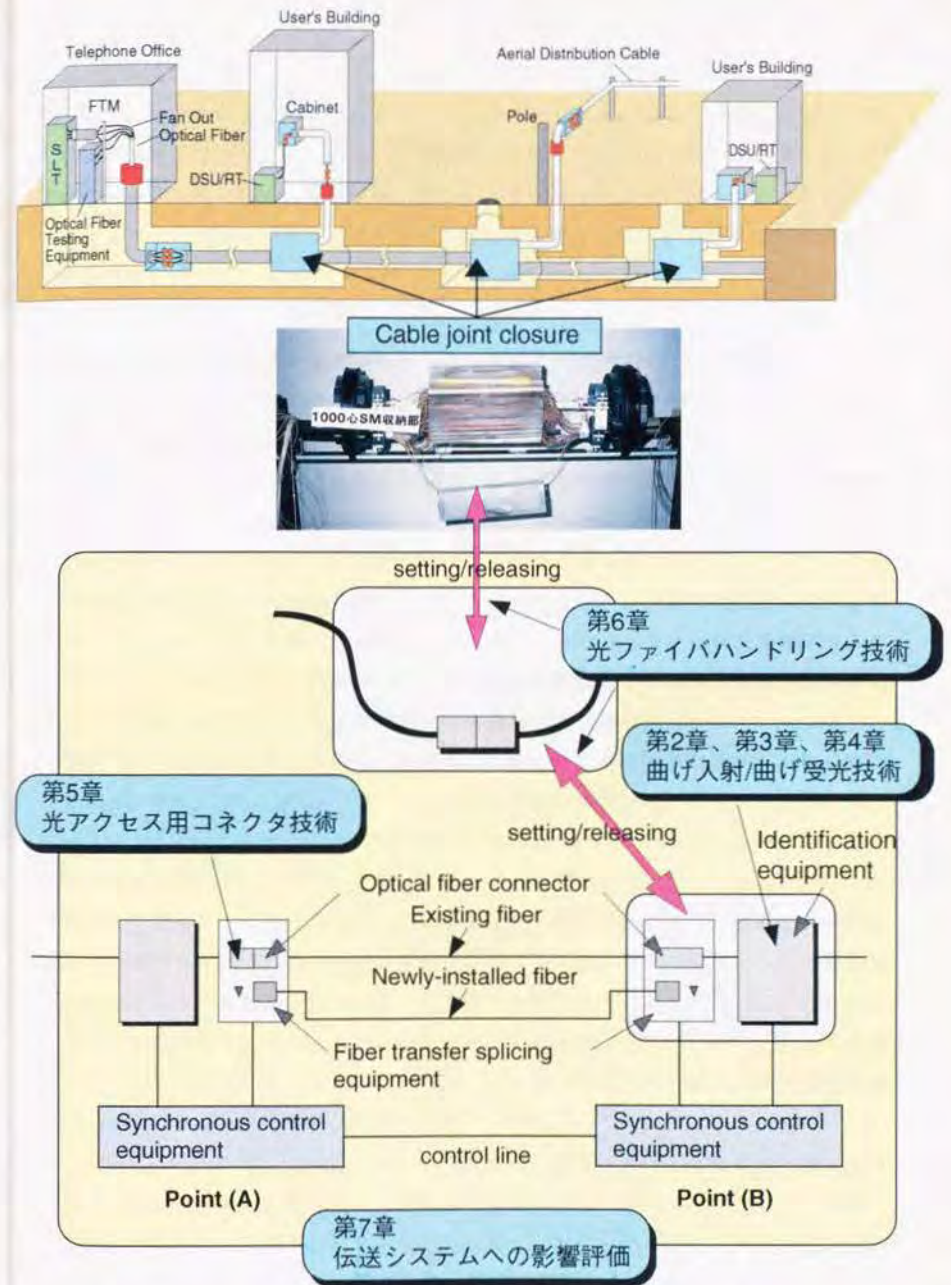 User's Building
Telephone Office
Aerial Distribution Cable
User's Building
FTM
Fan Out
Optical Fiber
Cabinet
Pole
SLT
DSU/RT
DSU/RT
Optical Fiber
Testing
Equipment
Cable joint closure
1000心SM収納部
setting/releasing
第6章
光ファイバハンドリング技術
第2章、第3章、第4章
曲げ入射/曲げ受光技術
第5章
光アクセス用コネクタ技術
setting/releasing
Identification
equipment
Optical fiber connector
Existing fiber
Newly-installed fiber
Fiber transfer splicing
equipment
Synchronous control
equipment
control line
Synchronous control
equipment
Point (A)
Point (B)
第7章
伝送システムへの影響評価